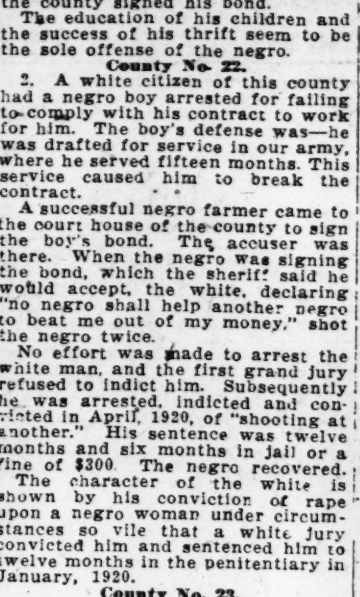 the county signed his bond.
The education of his children and
the success of his thrift seem to be
the sole offense of the negro.
County No. 22.
2. A white citizen of this county
had a negro boy arrested for failing
to comply with his contract to work
for him. The boy's defense was—he
was drafted for service in our army,
where he served fifteen months. This
service caused him to break the
contract.
A successful negro farmer came to
the court house of the county to sign
the boy's bond. The accuser was
there. When the negro was signing
the bond, which the sheriff said he
would accept, the white, declaring
"no negro shall help another negro
to beat me out of my money," shot
the negro twice.
No effort was made to arrest the
white man, and the first grand jury
refused to indict him. Subsequently
he was arrested, indicted and con-
victed in April, 1920, of "shooting at
another." His sentence was twelve
months and six months in jail or a
fine of $300. The negro recovered.
The character of the white is
shown by his conviction of rape
upon a negro woman under circum-
stances so vile that a white jury
convicted him and sentenced him to
twelve months in the penitentiary in
January, 1920.
County No. 23.